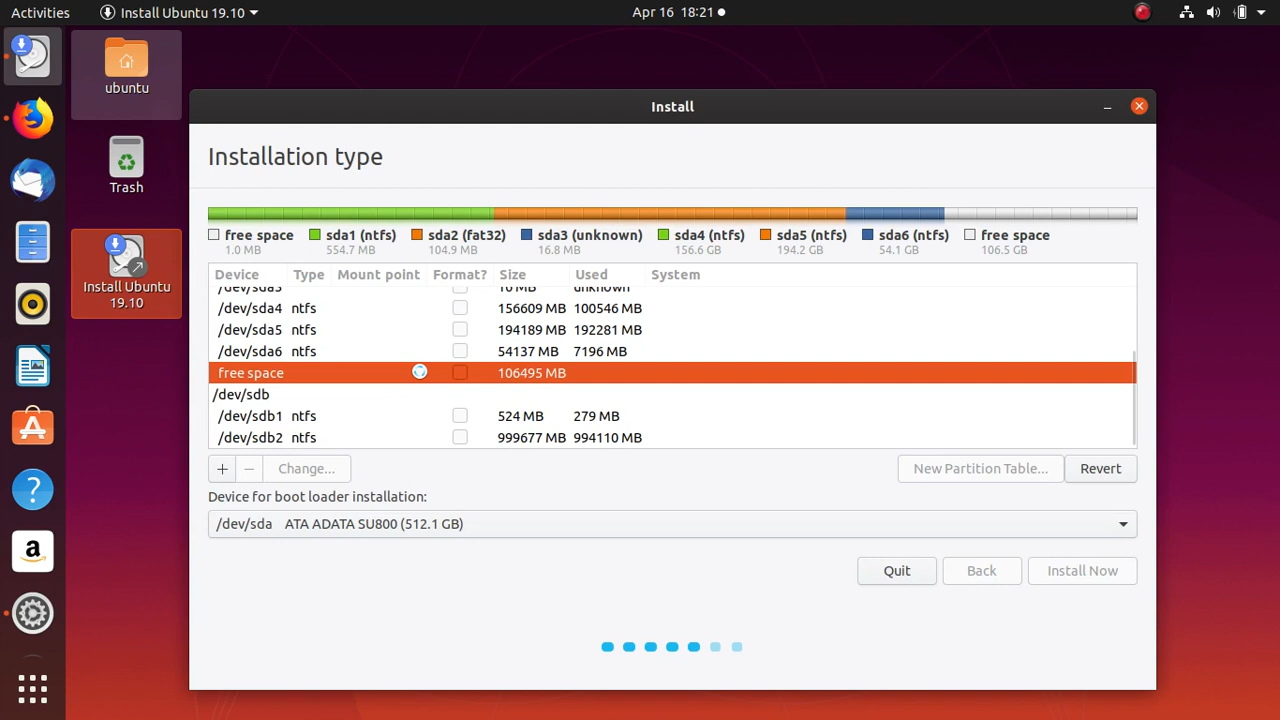 Activities
Install Ubuntu 19.10
Apr 16 18:21
ubuntu
Trash
Install Ubuntu
19.10
Install
Installation type
free space sda1 (ntfs) sda2 (fat32) sda3 (unknown) sda4 (ntfs) sda5 (ntfs) sda6 (ntfs) free space
1.0 MB 554.7 MB 104.9 MB 16.8 MB 156.6 GB 194.2 GB 54.1 GB 106.5 GB
Device Type Mount point Format? Size Used System
/dev/sda3 16 MB unknown
/dev/sda4 ntfs 156609 MB 100546 MB
/dev/sda5 ntfs 194189 MB 192281 MB
/dev/sda6 ntfs 54137 MB 7196 MB
free space 106495 MB
/dev/sdb
/dev/sdb1 ntfs 524 MB 279 MB
/dev/sdb2 ntfs 999677 MB 994110 MB
+ − Change... New Partition Table... Revert
Device for boot loader installation:
/dev/sda ATA ADATA SU800 (512.1 GB)
Quit Back Install Now